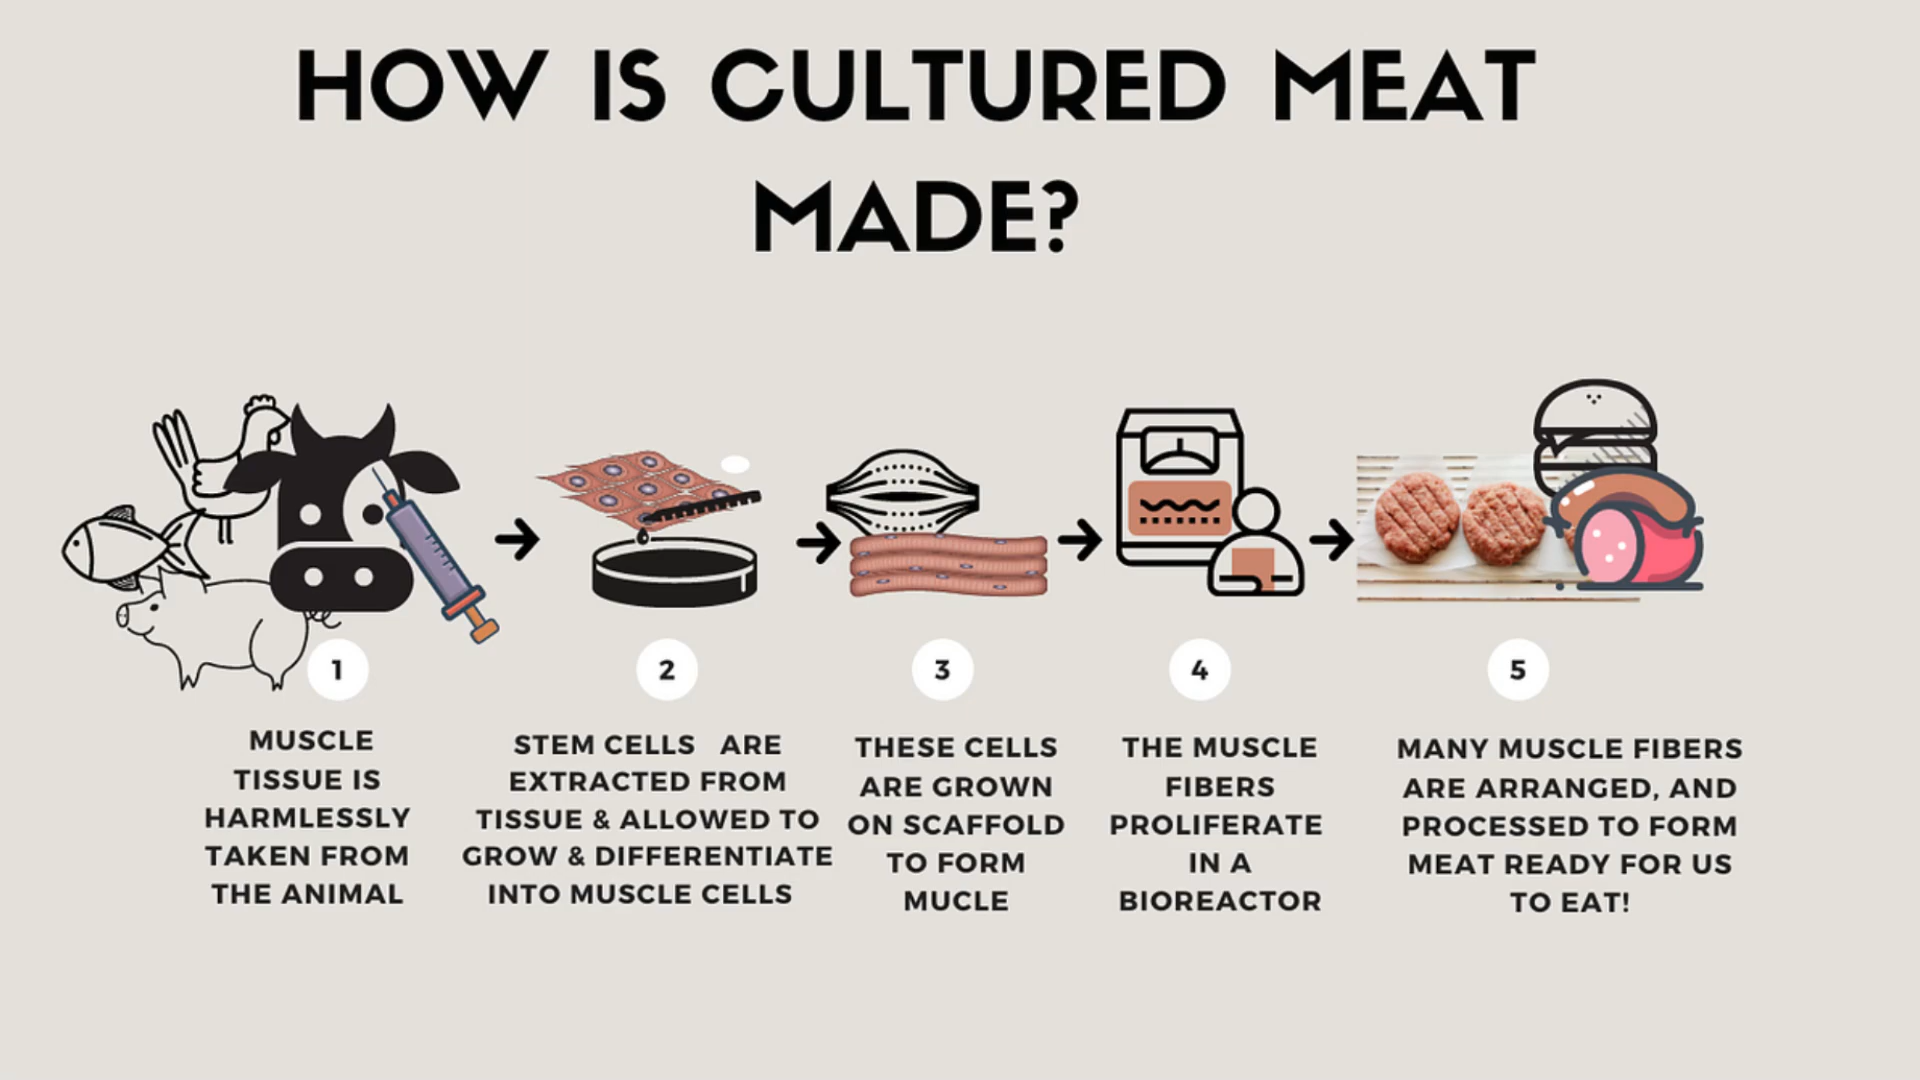 HOW IS CULTURED MEAT
MADE?
1
MUSCLE
TISSUE IS
HARMLESSLY
TAKEN FROM
THE ANIMAL
2
STEM CELLS ARE
EXTRACTED FROM
TISSUE & ALLOWED TO
GROW & DIFFERENTIATE
INTO MUSCLE CELLS
3
THESE CELLS
ARE GROWN
ON SCAFFOLD
TO FORM
MUCLE
4
THE MUSCLE
FIBERS
PROLIFERATE
IN A
BIOREACTOR
5
MANY MUSCLE FIBERS
ARE ARRANGED, AND
PROCESSED TO FORM
MEAT READY FOR US
TO EAT!